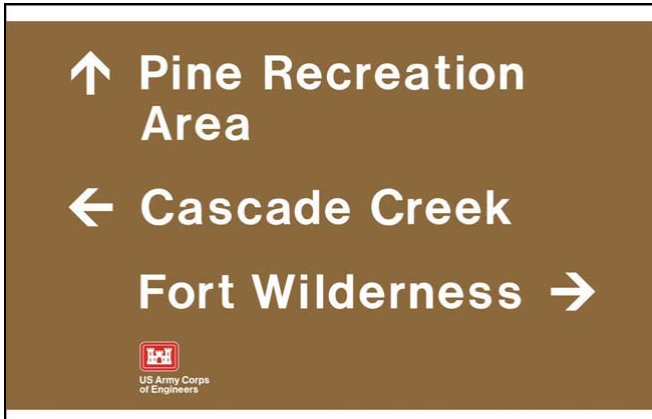 Pine Recreation
Area
Cascade Creek
Fort Wilderness
US Army Corps
of Engineers